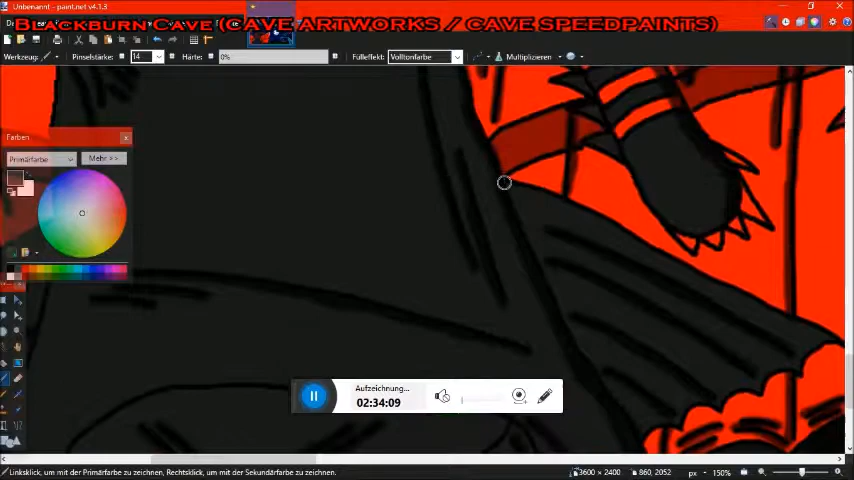 Unbenannt - paint.net v4.1.3
Blackburn Cave (CAVE ARTWORKS / CAVE SPEEDPAINTS)
Werkzeug: Pinselstärke: 14 Härte: 0% Fülleffekt: Volltonfarbe Multiplizieren
Farben
Primärfarbe Mehr >>
Aufzeichnung...
02:34:09
Linksklick, um mit der Primärfarbe zu zeichnen, Rechtsklick, um mit der Sekundärfarbe zu zeichnen. 3600 × 2400 860, 2052 px 150%